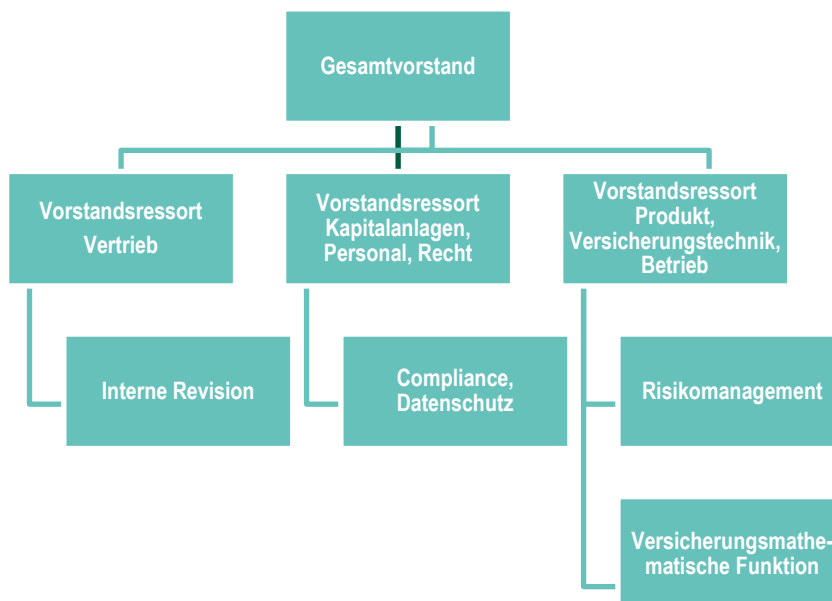 Gesamtvorstand
Vorstandsressort
Vertrieb
Vorstandsressort
Kapitalanlagen,
Personal, Recht
Vorstandsressort
Produkt,
Versicherungstechnik,
Betrieb
Interne Revision
Compliance,
Datenschutz
Risikomanagement
Versicherungsmathe-
matische Funktion